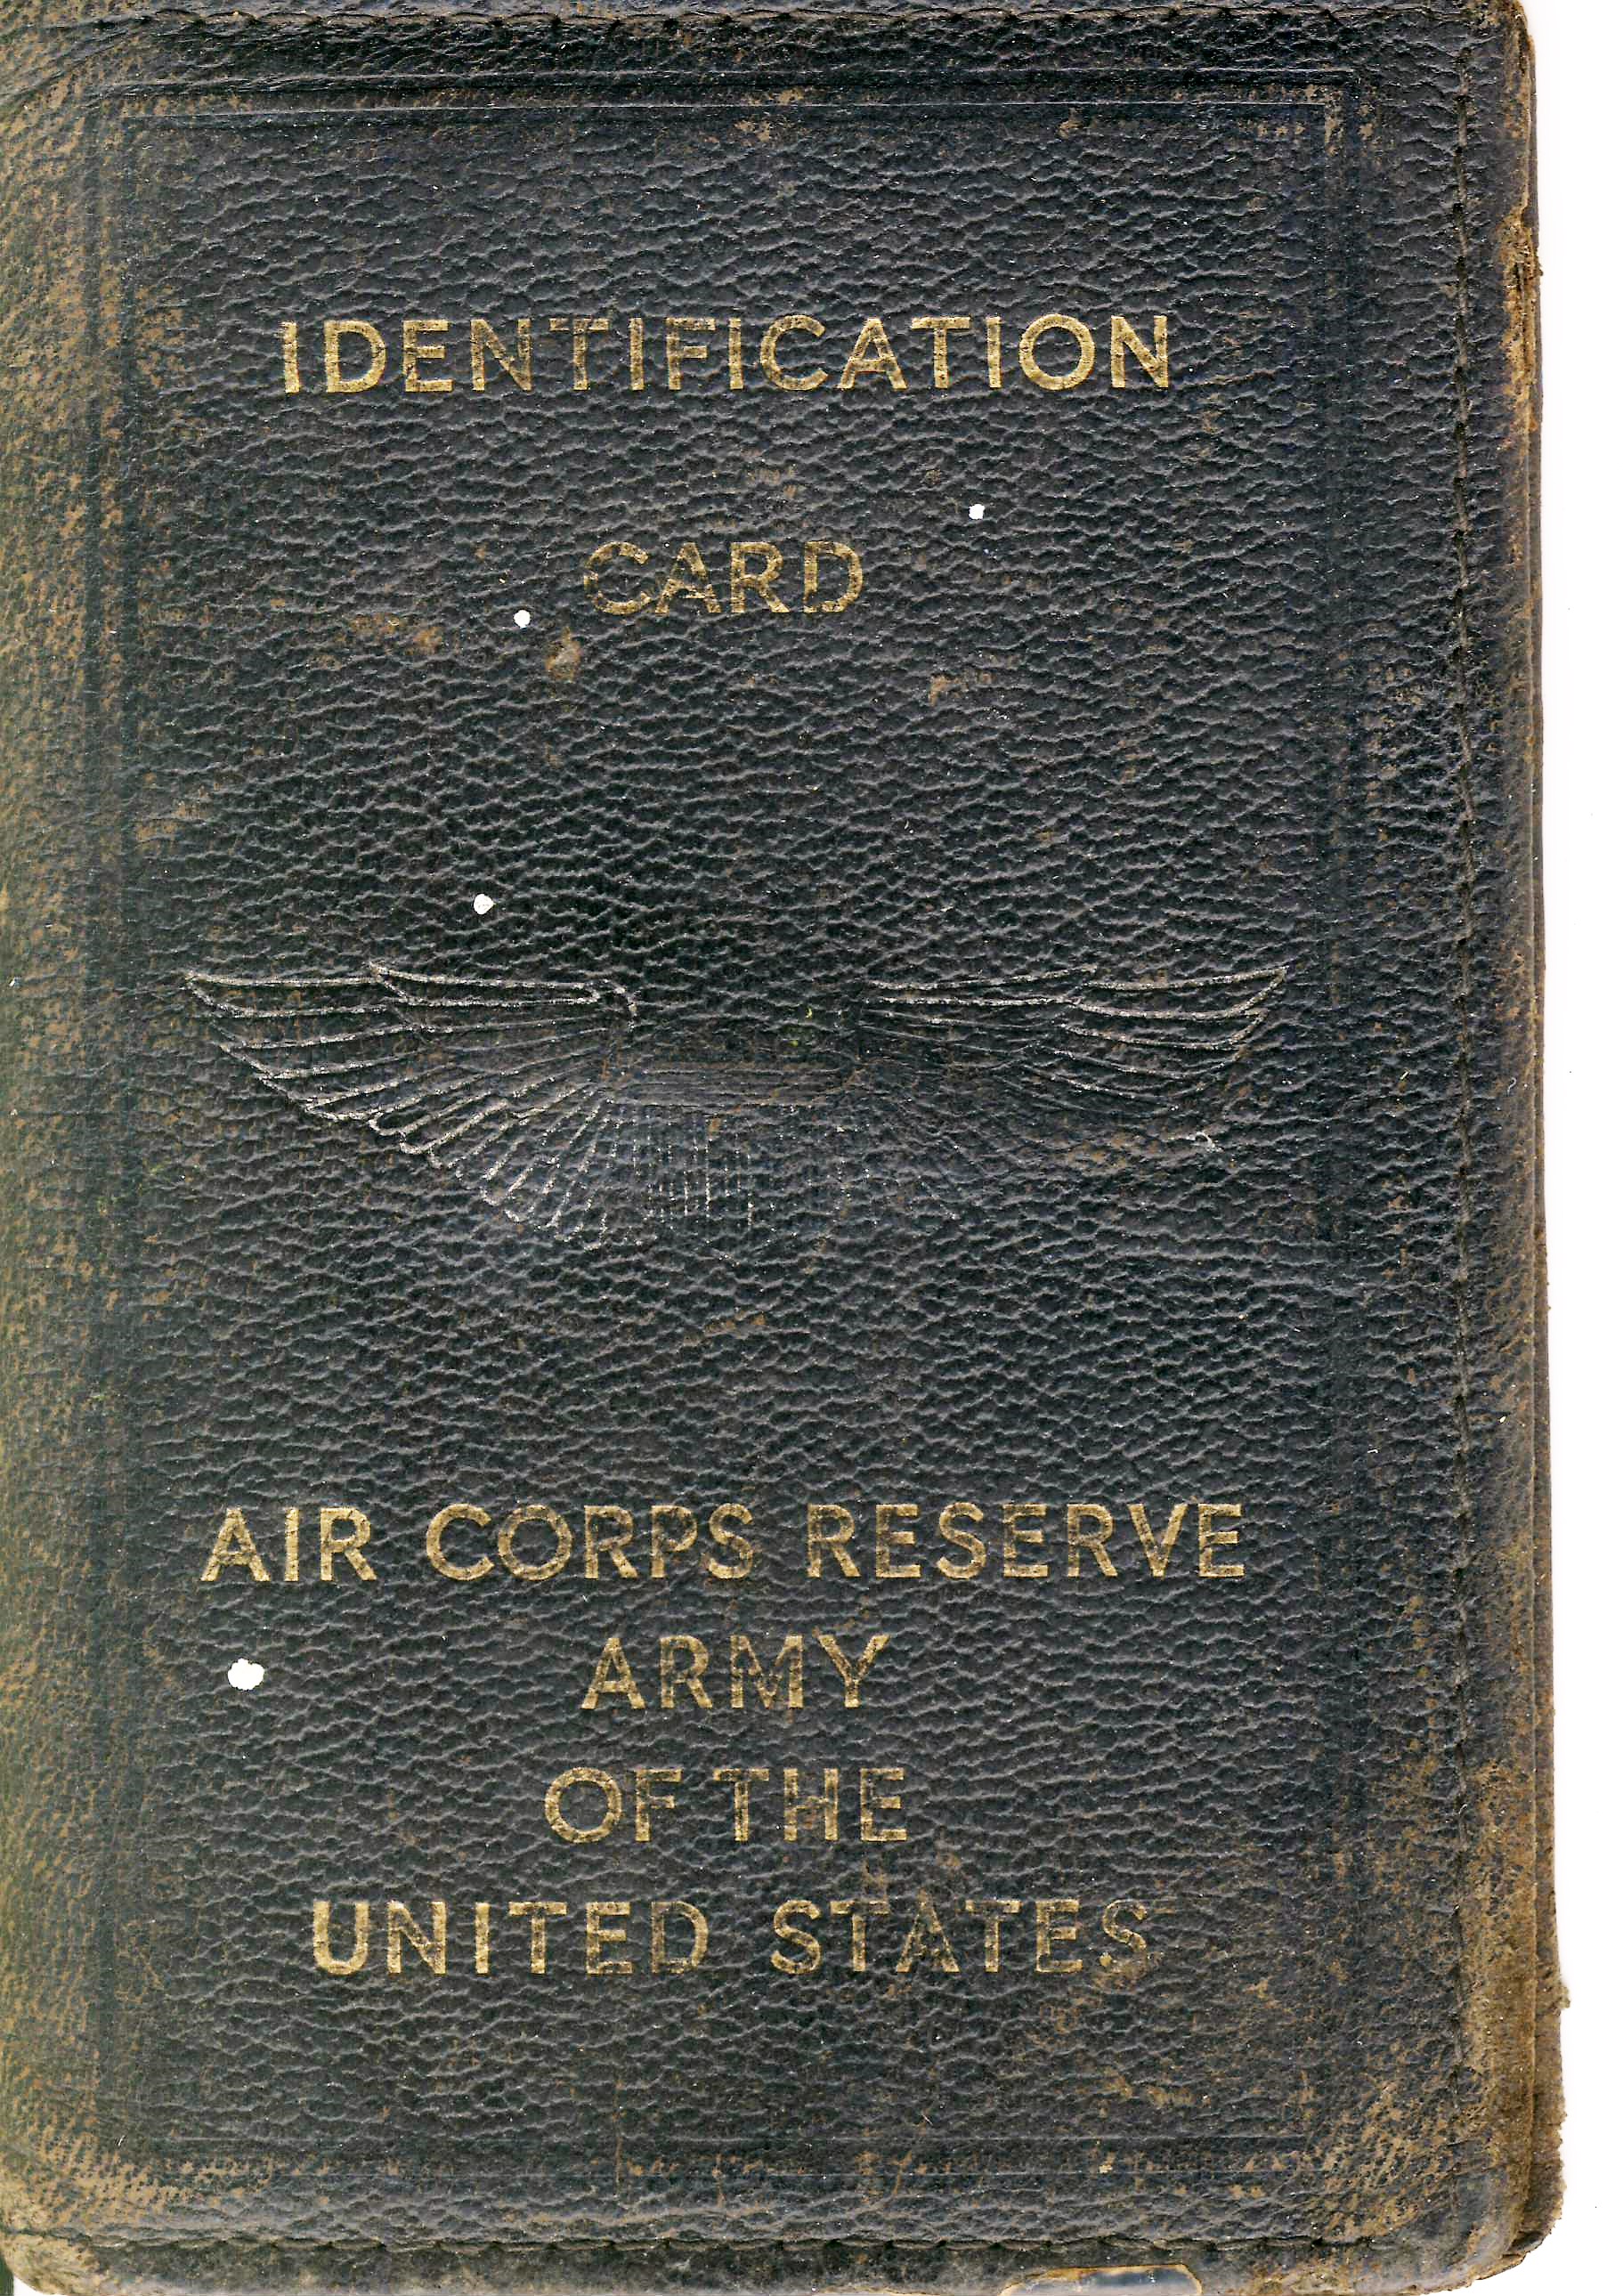 IDENTIFICATION
CARD
AIR CORPS RESERVE
ARMY
OF THE
UNITED STATES